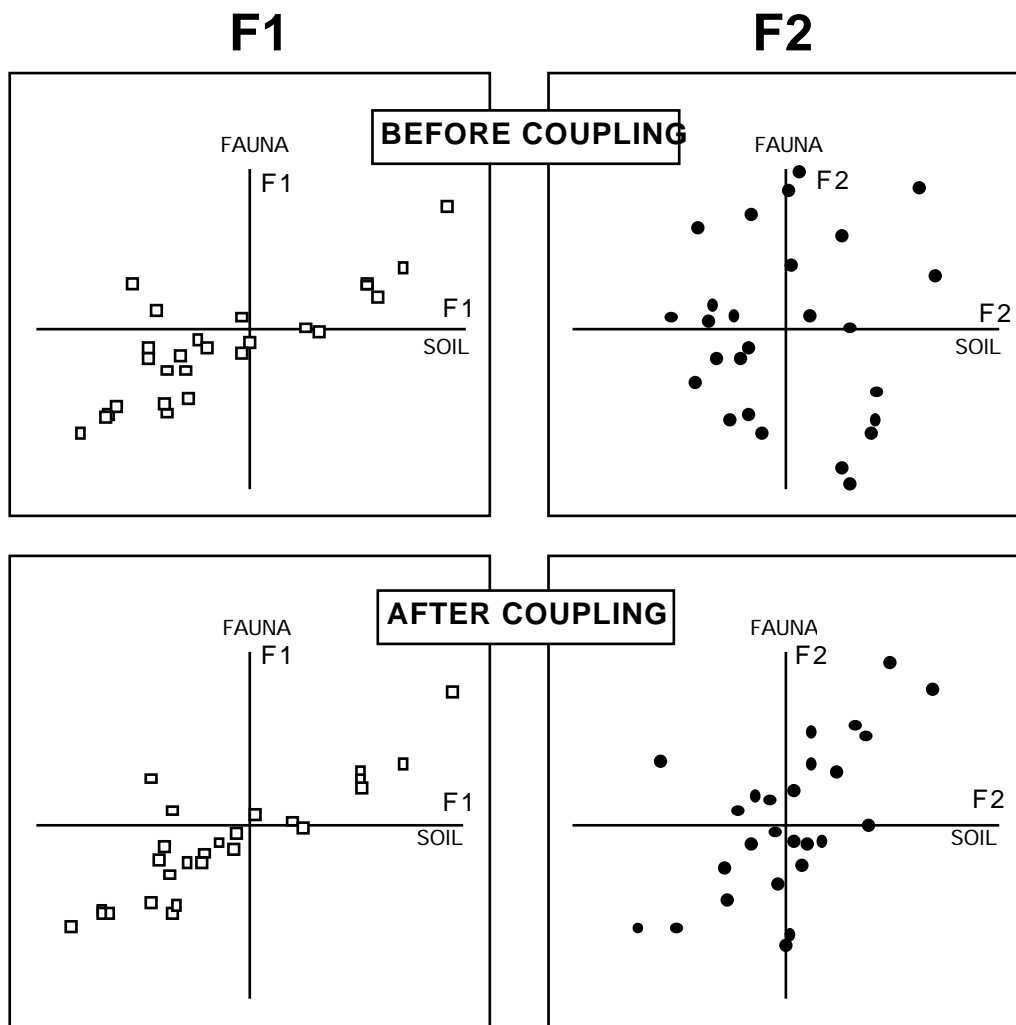 F1 F2
BEFORE COUPLING
FAUNA FAUNA
F1 F2
F1 F2
SOIL SOIL
AFTER COUPLING
FAUNA FAUNA
F1 F2
F1 F2
SOIL SOIL